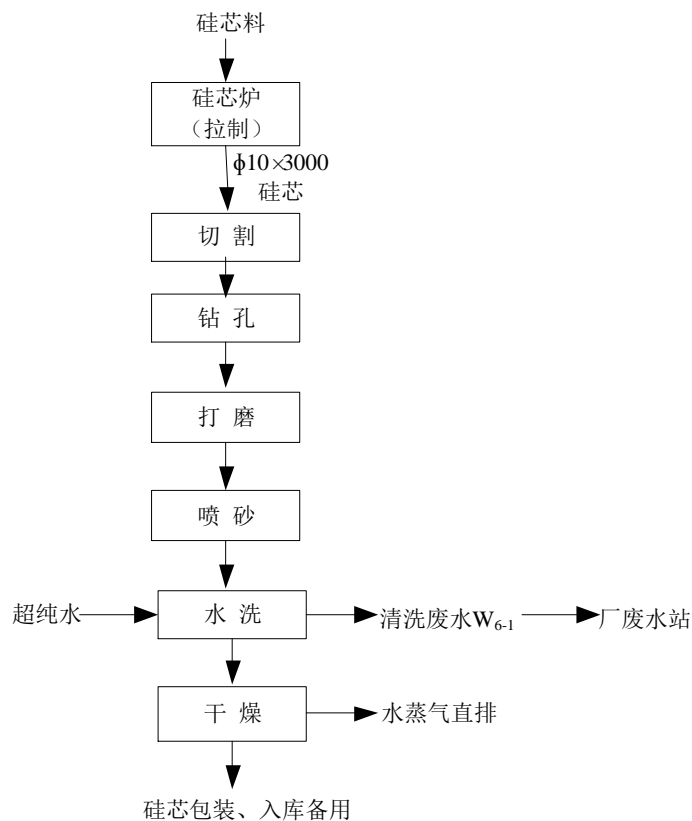 硅芯料
硅芯炉
（拉制）
ϕ10×3000
硅芯
切 割
钻 孔
打 磨
喷 砂
超纯水
水 洗
清洗废水W6-1
厂废水站
干 燥
水蒸气直排
硅芯包装、入库备用